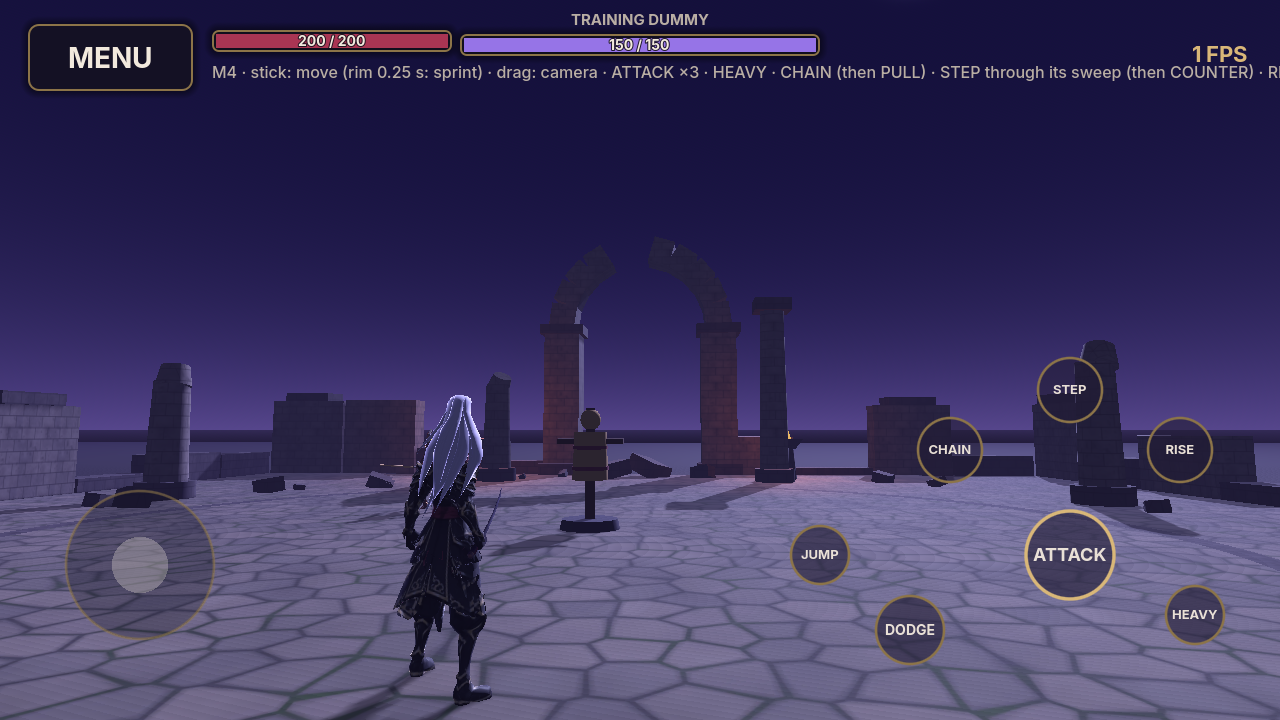 TRAINING DUMMY
MENU
200 / 200
150 / 150
1 FPS
M4 · stick: move (rim 0.25 s: sprint) · drag: camera · ATTACK ×3 · HEAVY · CHAIN (then PULL) · STEP through its sweep (then COUNTER) ·
STEP
CHAIN
RISE
JUMP
ATTACK
DODGE
HEAVY